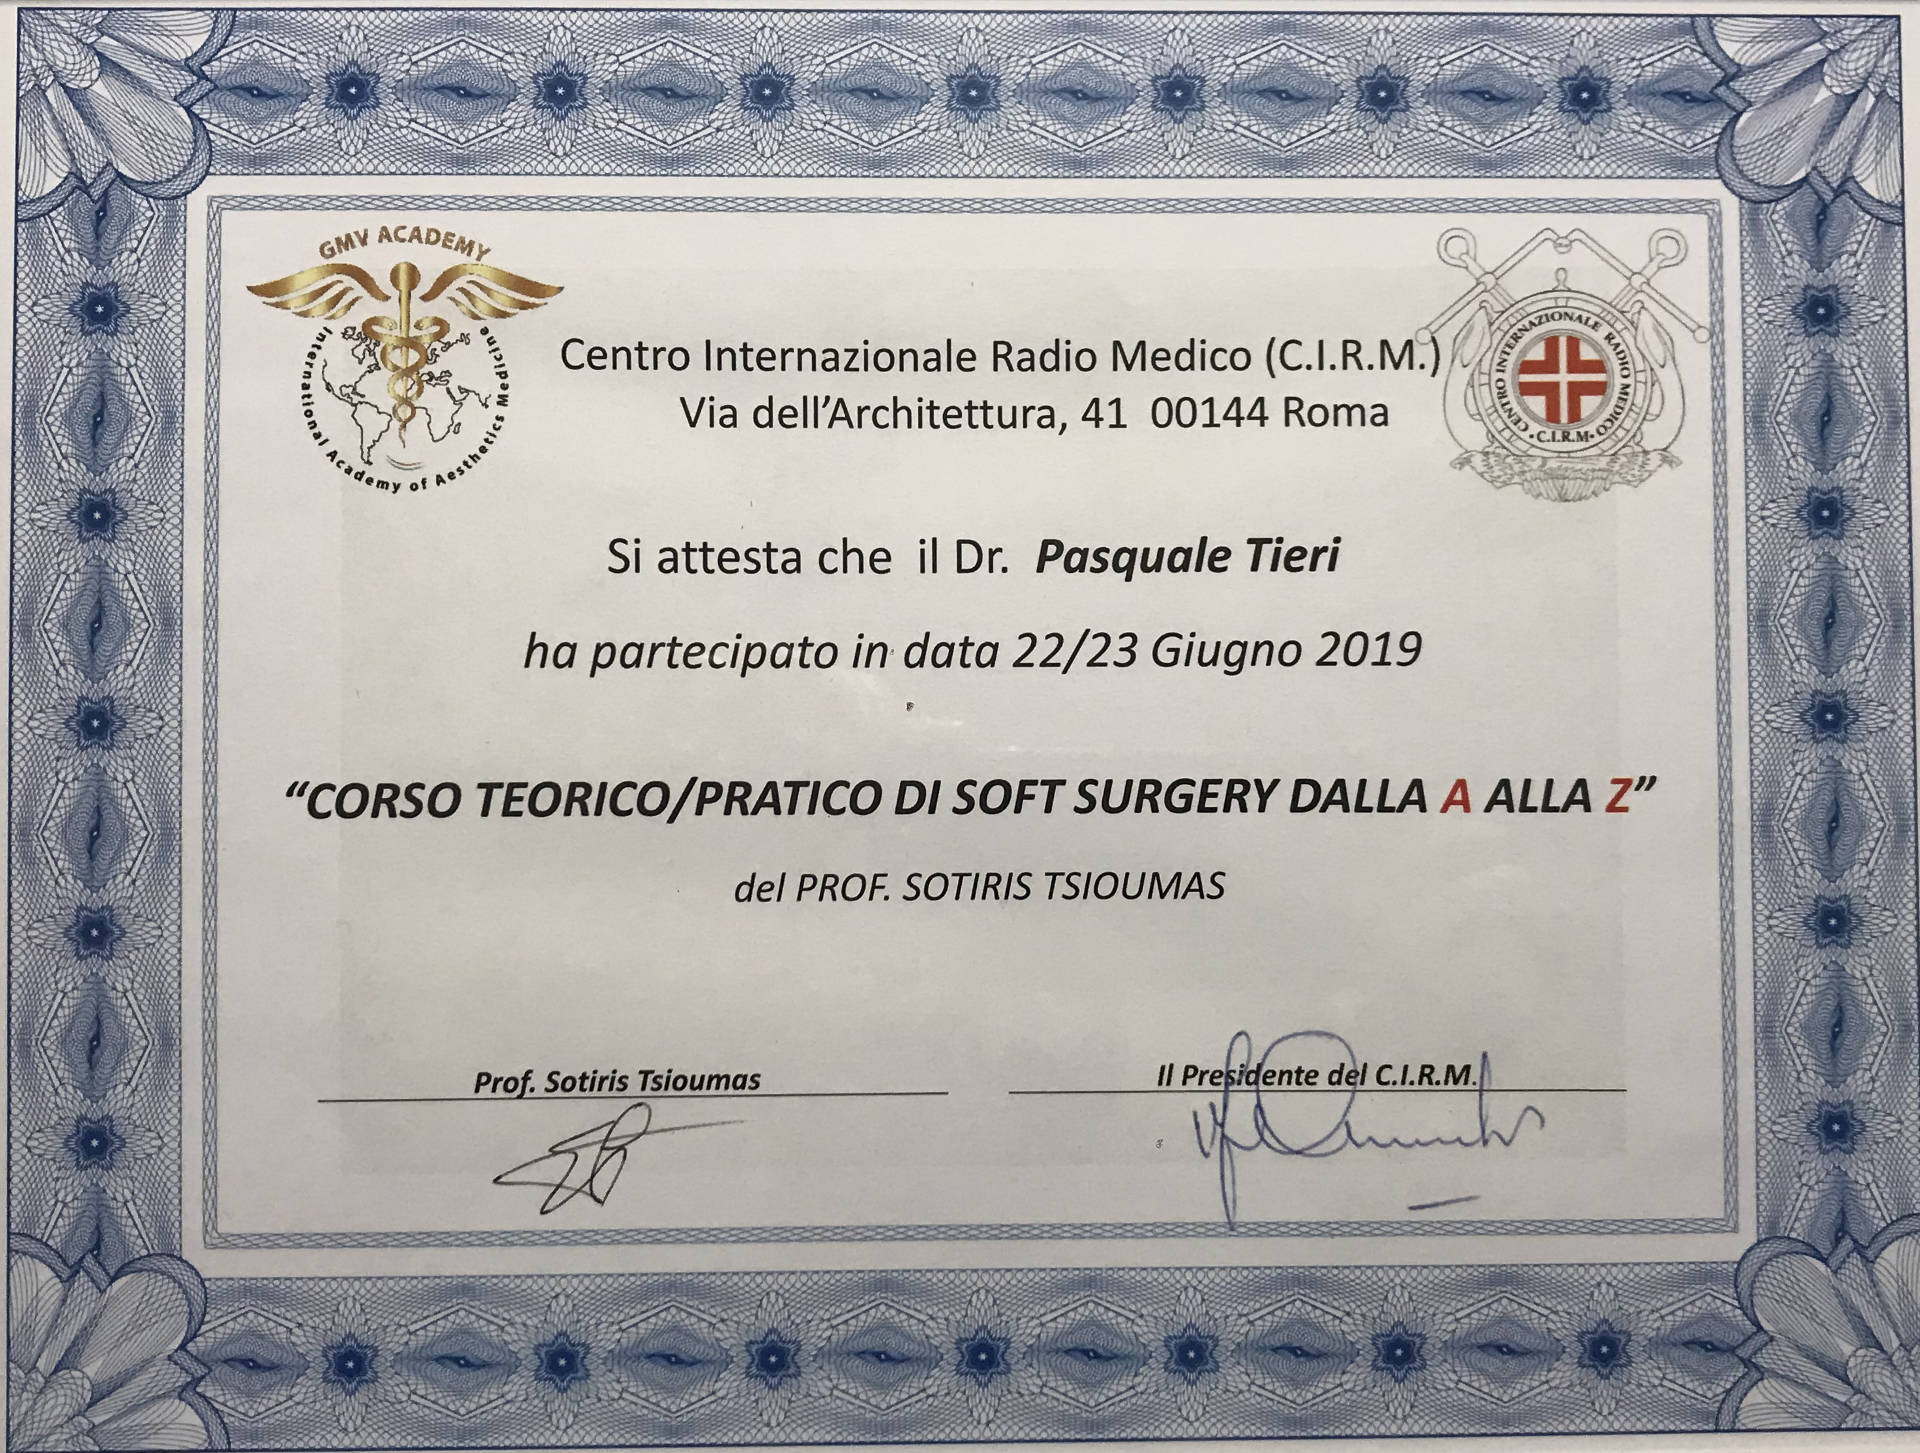 GMV ACADEMY
International Academy of Aesthetics Medicine
CENTRO INTERNAZIONALE RADIO MEDICO
• C.I.R.M •
Centro Internazionale Radio Medico (C.I.R.M.)
Via dell’Architettura, 41 00144 Roma
Si attesta che il Dr. Pasquale Tieri
ha partecipato in data 22/23 Giugno 2019
“CORSO TEORICO/PRATICO DI SOFT SURGERY DALLA A ALLA Z”
del PROF. SOTIRIS TSIOUMAS
Prof. Sotiris Tsioumas
Il Presidente del C.I.R.M.